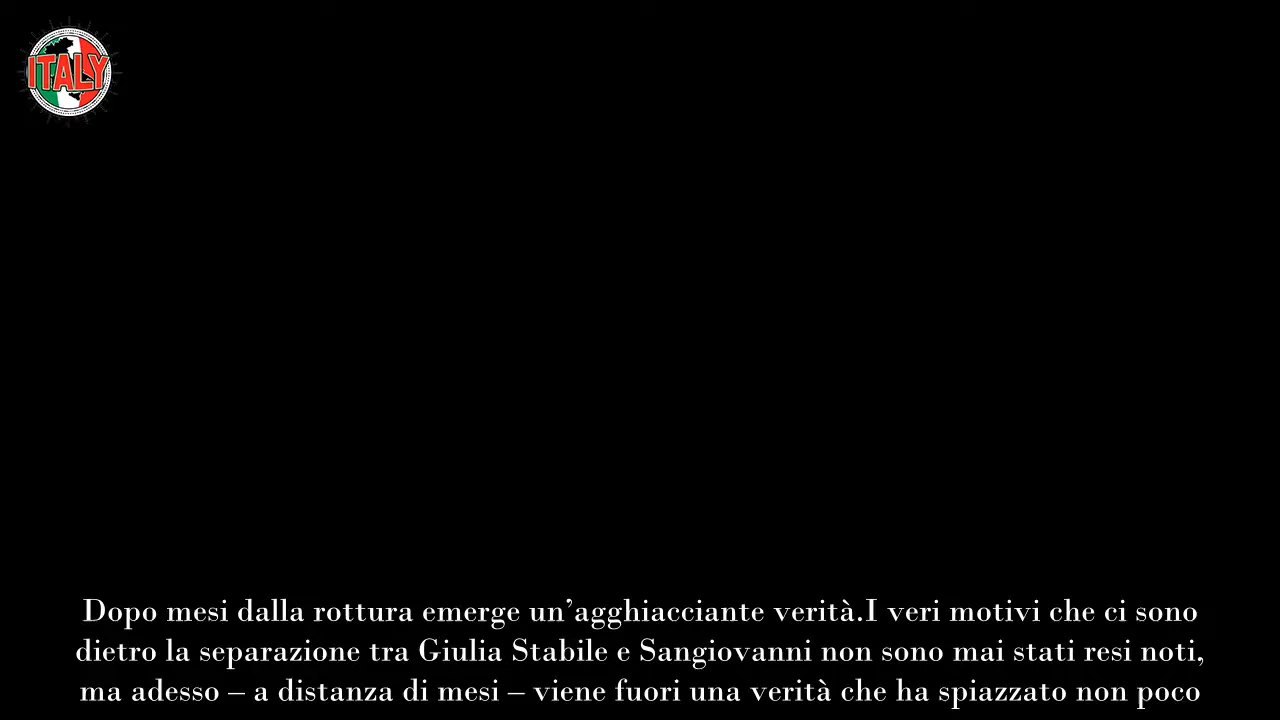 ITALY
Dopo mesi dalla rottura emerge un’agghiacciante verità.I veri motivi che ci sono
dietro la separazione tra Giulia Stabile e Sangiovanni non sono mai stati resi noti,
ma adesso – a distanza di mesi – viene fuori una verità che ha spiazzato non poco